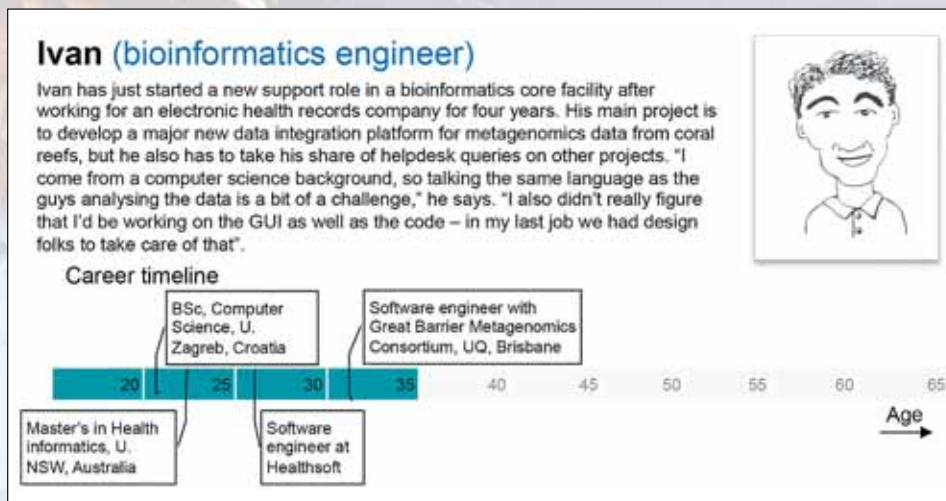 Ivan (bioinformatics engineer)
Ivan has just started a new support role in a bioinformatics core facility after
working for an electronic health records company for four years. His main project is
to develop a major new data integration platform for metagenomics data from coral
reefs, but he also has to take his share of helpdesk queries on other projects. “I
come from a computer science background, so talking the same language as the
guys analysing the data is a bit of a challenge,” he says. “I also didn’t really figure
that I’d be working on the GUI as well as the code – in my last job we had design
folks to take care of that”.
Career timeline
BSc, Computer
Science, U.
Zagreb, Croatia
Software engineer with
Great Barrier Metagenomics
Consortium, UQ, Brisbane
20 25 30 35 40 45 50 55 60 65
Master's in Health
informatics, U.
NSW, Australia
Software
engineer at
Healthsoft
Age